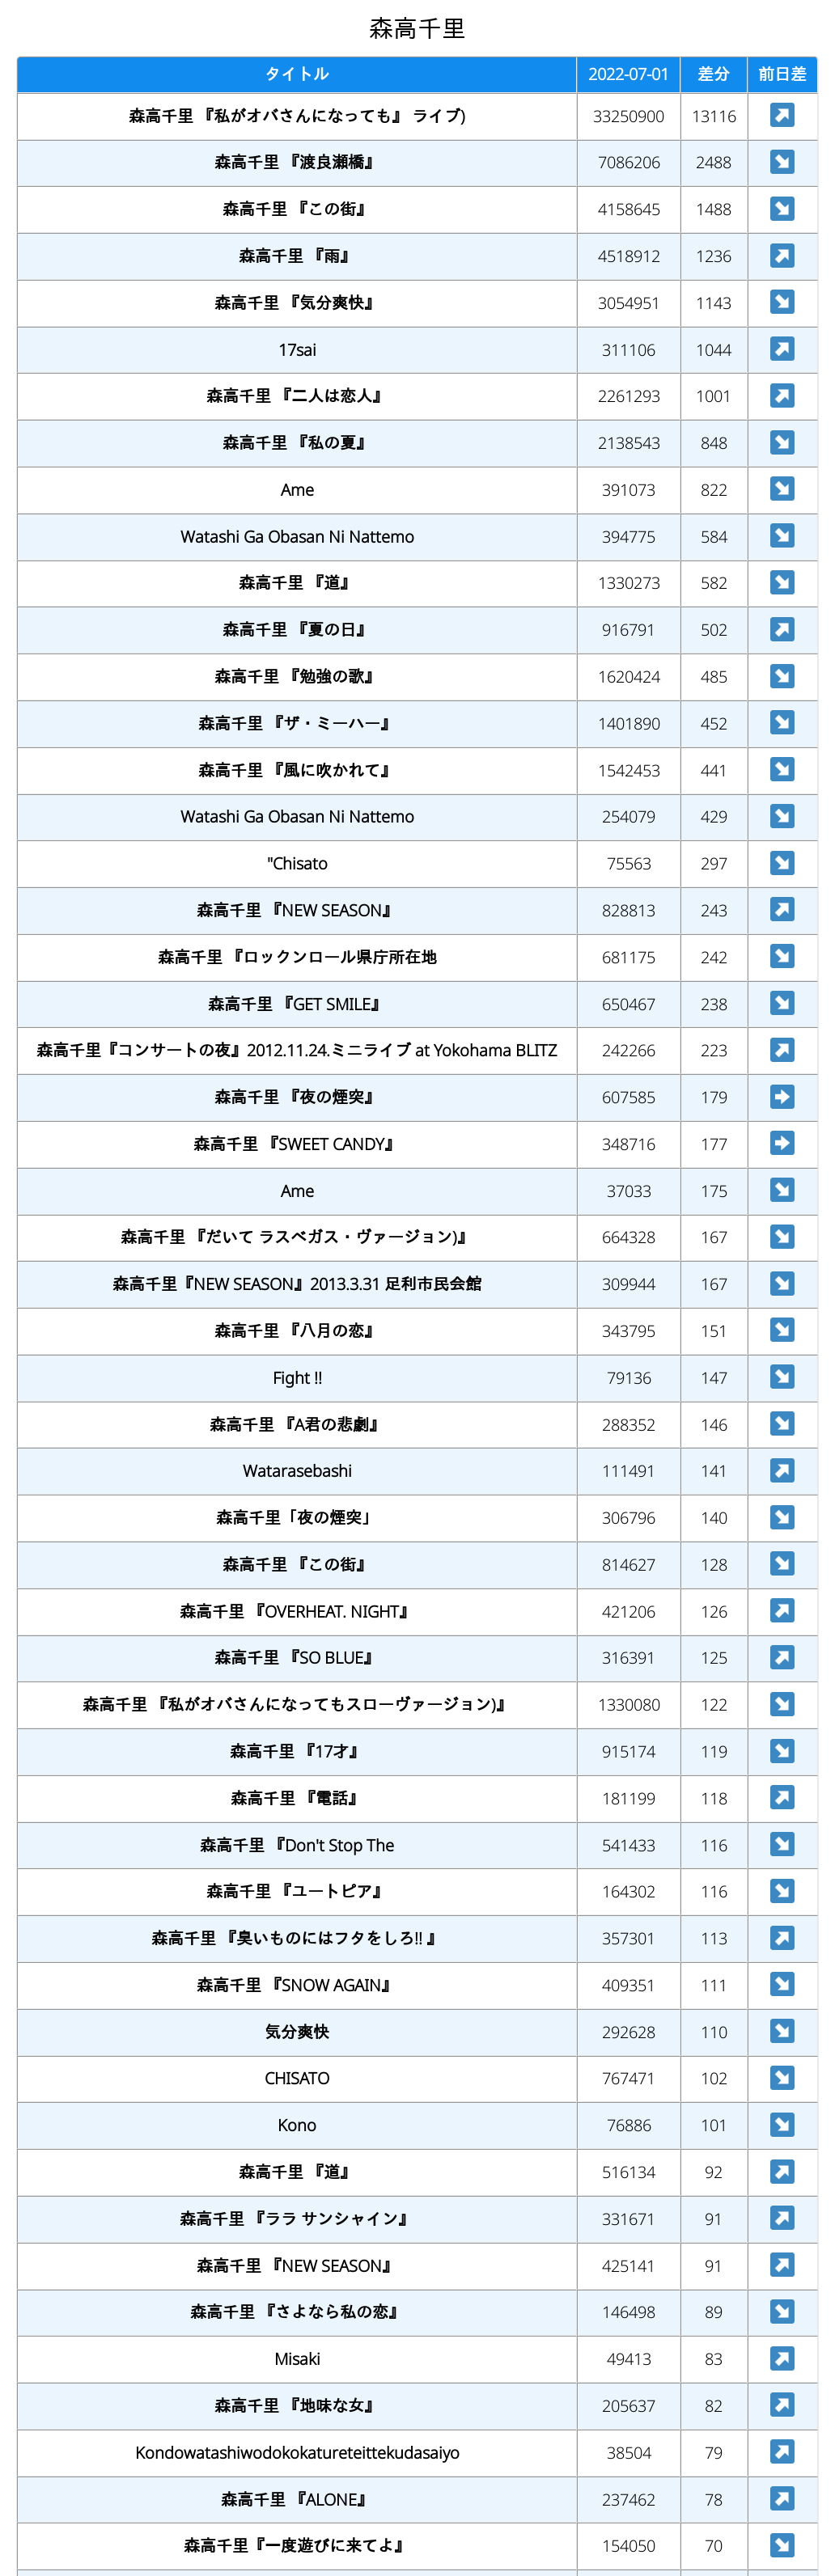 森高千里
タイトル 2022-07-01 差分 前日差
森高千里 『私がオバさんになっても』 ライブ) 33250900 13116
森高千里 『渡良瀬橋』 7086206 2488
森高千里 『この街』 4158645 1488
森高千里 『雨』 4518912 1236
森高千里 『気分爽快』 3054951 1143
17sai 311106 1044
森高千里 『二人は恋人』 2261293 1001
森高千里 『私の夏』 2138543 848
Ame 391073 822
Watashi Ga Obasan Ni Nattemo 394775 584
森高千里 『道』 1330273 582
森高千里 『夏の日』 916791 502
森高千里 『勉強の歌』 1620424 485
森高千里 『ザ・ミーハー』 1401890 452
森高千里 『風に吹かれて』 1542453 441
Watashi Ga Obasan Ni Nattemo 254079 429
"Chisato 75563 297
森高千里 『NEW SEASON』 828813 243
森高千里 『ロックンロール県庁所在地 681175 242
森高千里 『GET SMILE』 650467 238
森高千里『コンサートの夜』2012.11.24.ミニライブ at Yokohama BLITZ 242266 223
森高千里 『夜の煙突』 607585 179
森高千里 『SWEET CANDY』 348716 177
Ame 37033 175
森高千里 『だいて ラスベガス・ヴァージョン)』 664328 167
森高千里『NEW SEASON』2013.3.31 足利市民会館 309944 167
森高千里 『八月の恋』 343795 151
Fight !! 79136 147
森高千里 『A君の悲劇』 288352 146
Watarasebashi 111491 141
森高千里「夜の煙突」 306796 140
森高千里 『この街』 814627 128
森高千里 『OVERHEAT. NIGHT』 421206 126
森高千里 『SO BLUE』 316391 125
森高千里 『私がオバさんになってもスローヴァージョン)』 1330080 122
森高千里 『17才』 915174 119
森高千里 『電話』 181199 118
森高千里 『Don't Stop The 541433 116
森高千里 『ユートピア』 164302 116
森高千里 『臭いものにはフタをしろ!! 』 357301 113
森高千里 『SNOW AGAIN』 409351 111
気分爽快 292628 110
CHISATO 767471 102
Kono 76886 101
森高千里 『道』 516134 92
森高千里 『ララ サンシャイン』 331671 91
森高千里 『NEW SEASON』 425141 91
森高千里 『さよなら私の恋』 146498 89
Misaki 49413 83
森高千里 『地味な女』 205637 82
Kondowatashiwodokokatureteittekudasaiyo 38504 79
森高千里 『ALONE』 237462 78
森高千里『一度遊びに来てよ』 154050 70